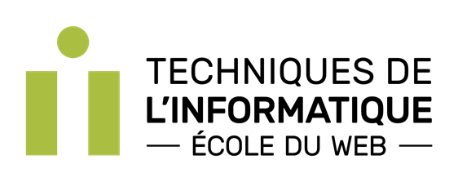 TECHNIQUES DE
L'INFORMATIQUE
ÉCOLE DU WEB